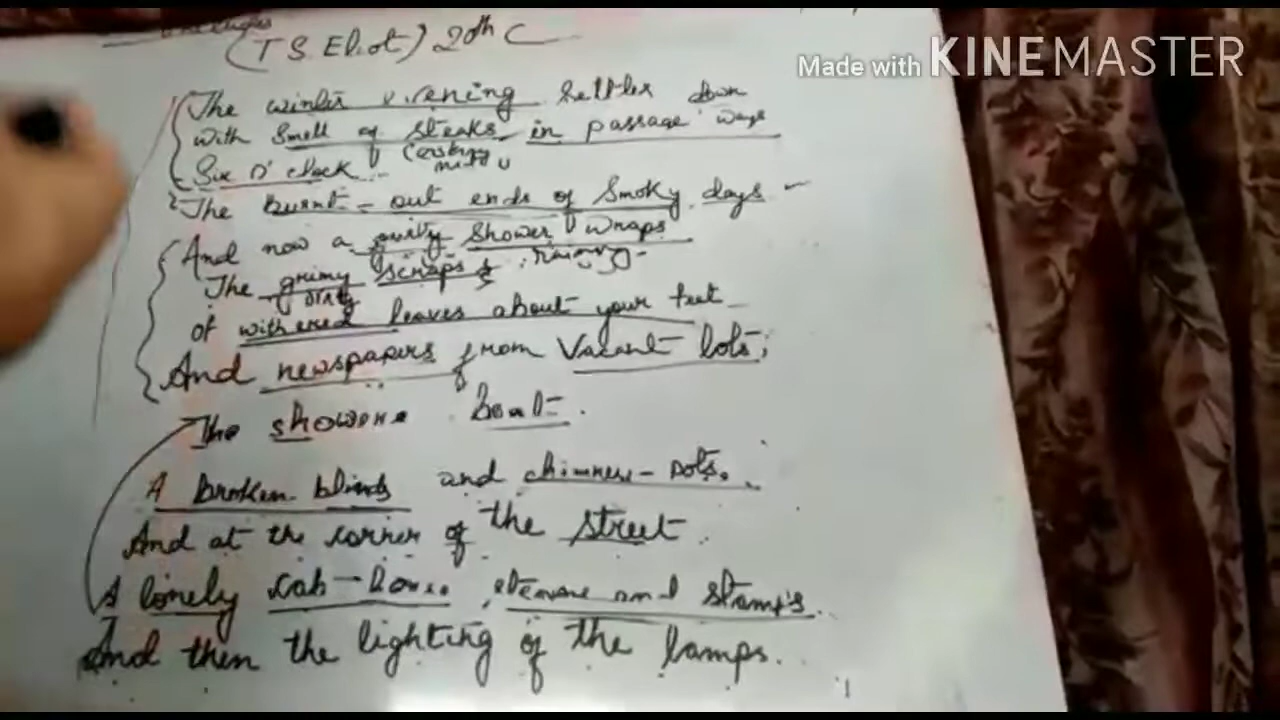 (T S. Eliot) 20th C
Made with KINEMASTER
The winter evening settles down
with smell of steaks in passage ways
Six O' clock
The burnt-out ends of smoky days
And now a gusty shower wraps
raining
The grimy scraps
dirty
of withered leaves about your feet
And newspapers from vacant lots;
The showers beat.
A Broken blinds and chimney-pots.
And at the corner of the street
A lonely cab-horse steams and stamps.
And then the lighting of the lamps.